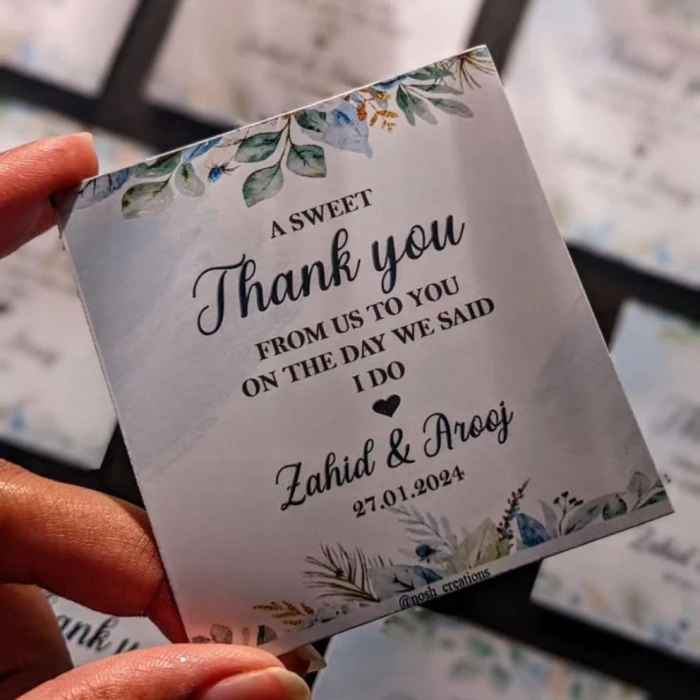 A SWEET
Thank you
FROM US TO YOU
ON THE DAY WE SAID
I DO
Zahid & Arooj
27.01.2024
@nosh_creations
ank y